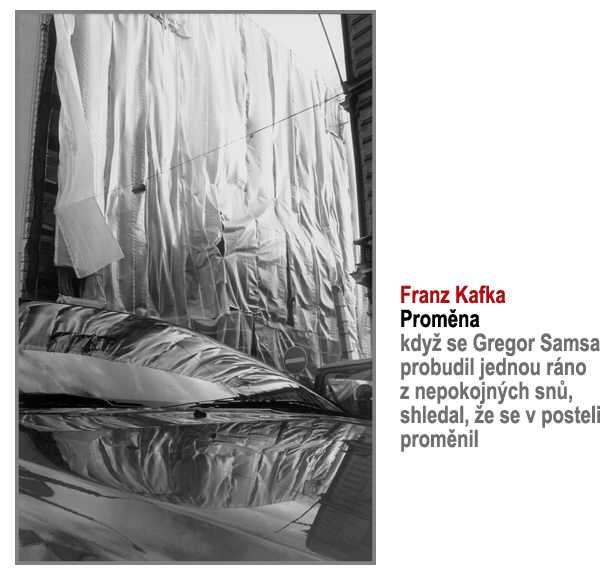 Franz Kafka
Proměna
když se Gregor Samsa
probudil jednou ráno
z nepokojných snů,
shledal, že se v posteli
proměnil